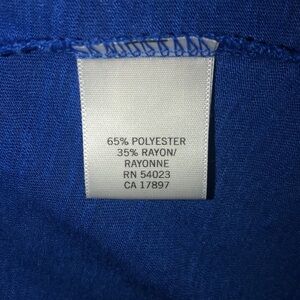 65% POLYESTER
35% RAYON/
RAYONNE
RN 54023
CA 17897